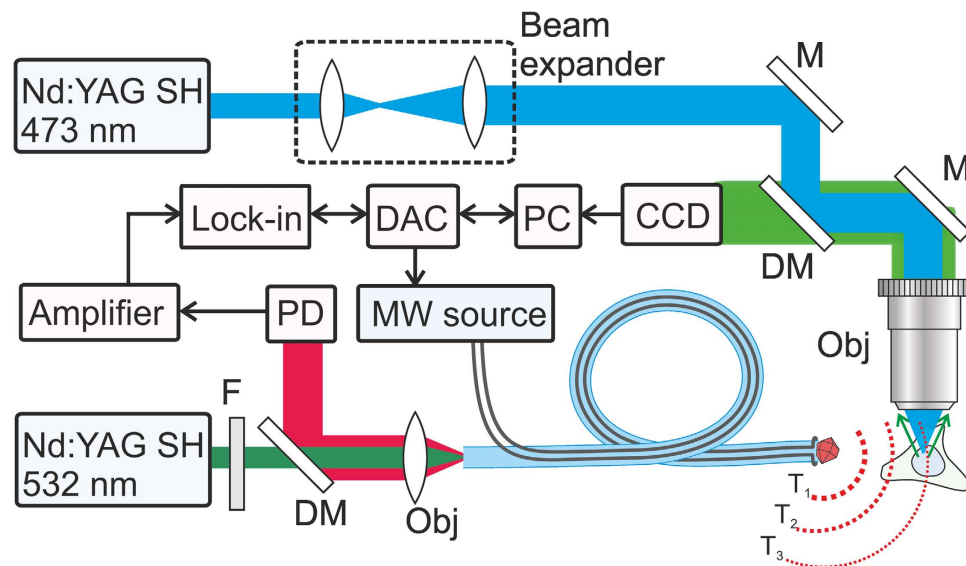 Beam
expander
M
Nd:YAG SH
473 nm
M
Lock-in
DAC
PC
CCD
DM
Amplifier
PD
MW source
Obj
F
Nd:YAG SH
532 nm
DM
Obj
T1
T2
T3